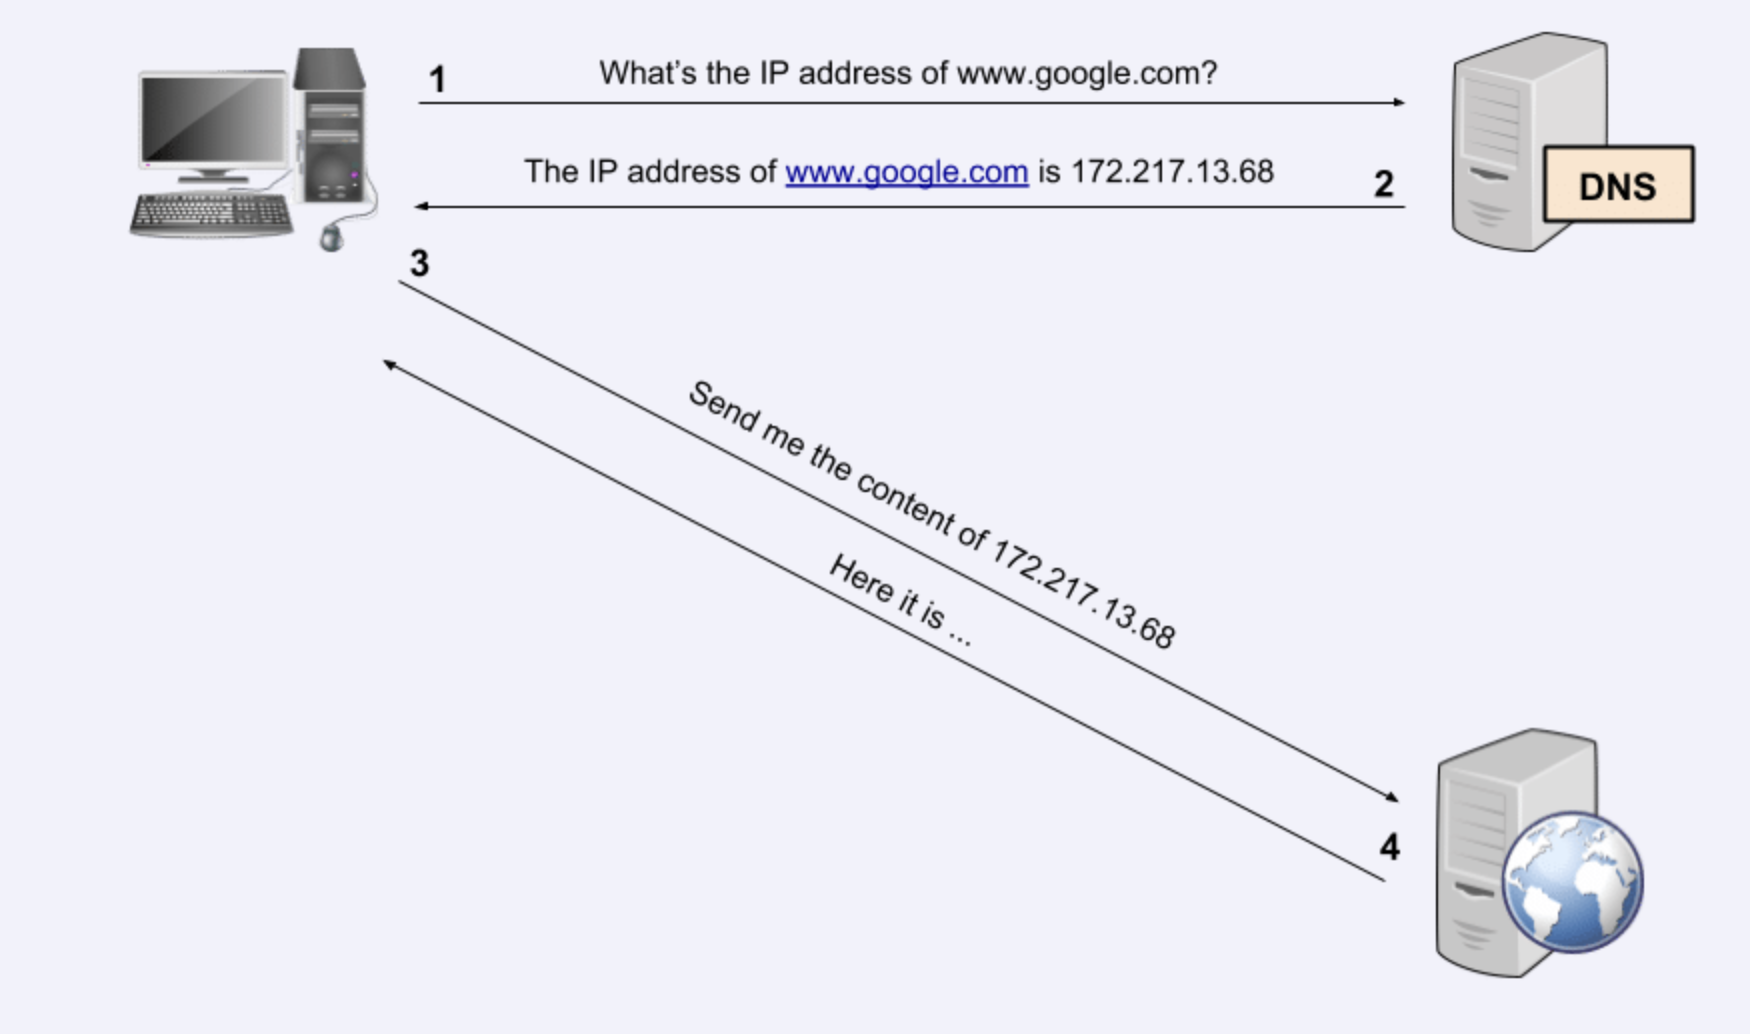 1
What's the IP address of www.google.com?
The IP address of www.google.com is 172.217.13.68
2
DNS
3
Send me the content of 172.217.13.68
Here it is ...
4